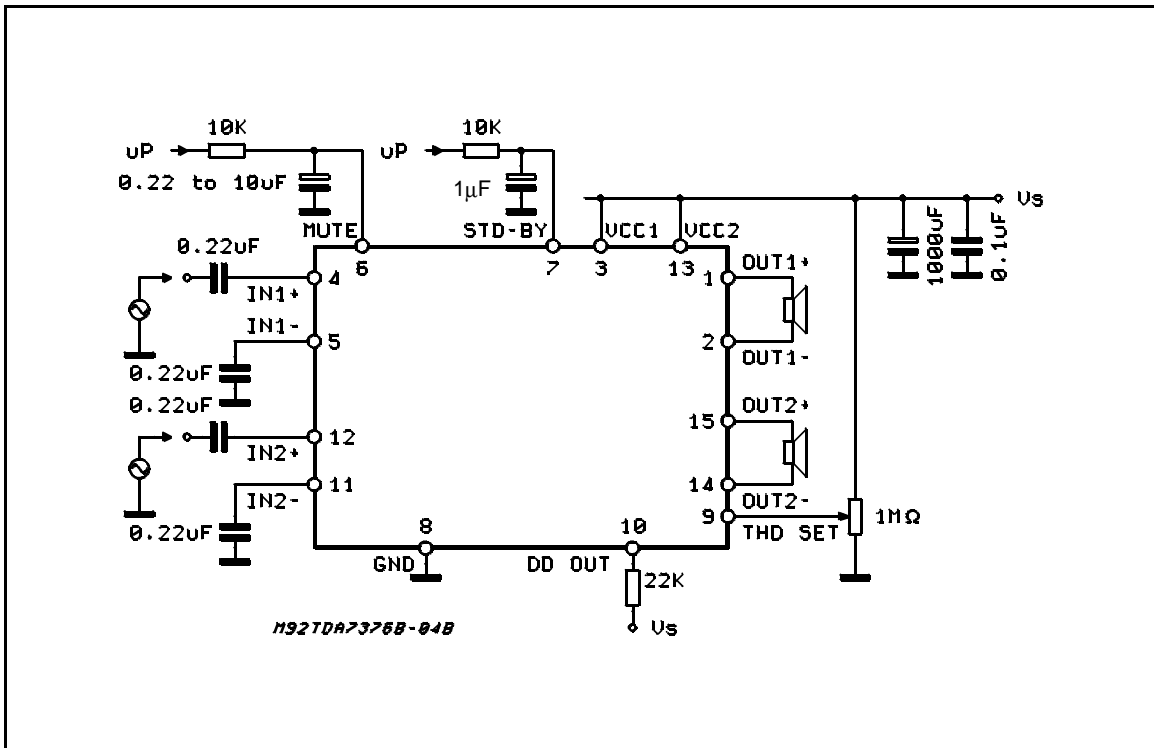 10K
10K
uP
uP
0.22 to 10uF
1μF
Vs
MUTE
STD-BY
VCC1
VCC2
1000uF
0.1uF
0.22uF
6
7
3
13
4
IN1+
1
OUT1+
IN1-
5
2
OUT1-
0.22uF
0.22uF
OUT2+
15
12
IN2+
11
IN2-
14
OUT2-
0.22uF
9
THD SET
1MΩ
8
10
GND
DD OUT
22K
M92TDA7376B-04B
Vs